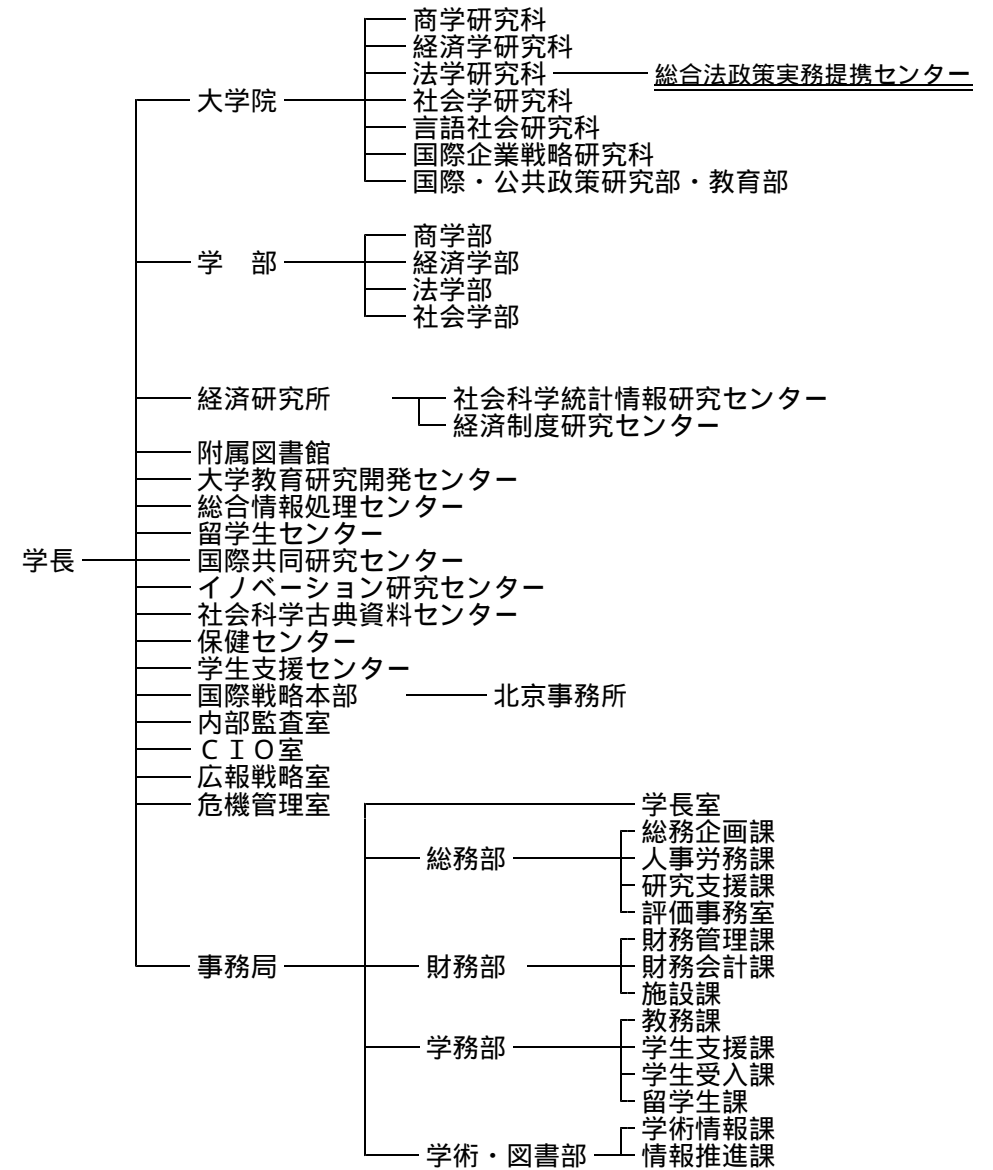 商学研究科
経済学研究科
法学研究科 総合法政策実務提携センター
大学院 社会学研究科
言語社会研究科
国際企業戦略研究科
国際・公共政策研究部・教育部
商学部
学　部 経済学部
法学部
社会学部
経済研究所 社会科学統計情報研究センター
経済制度研究センター
附属図書館
大学教育研究開発センター
総合情報処理センター
留学生センター
学長 国際共同研究センター
イノベーション研究センター
社会科学古典資料センター
保健センター
学生支援センター
国際戦略本部 北京事務所
内部監査室
ＣＩＯ室
広報戦略室
危機管理室 学長室
総務企画課
総務部 人事労務課
研究支援課
評価事務室
財務管理課
事務局 財務部 財務会計課
施設課
教務課
学務部 学生支援課
学生受入課
留学生課
学術情報課
学術・図書部 情報推進課